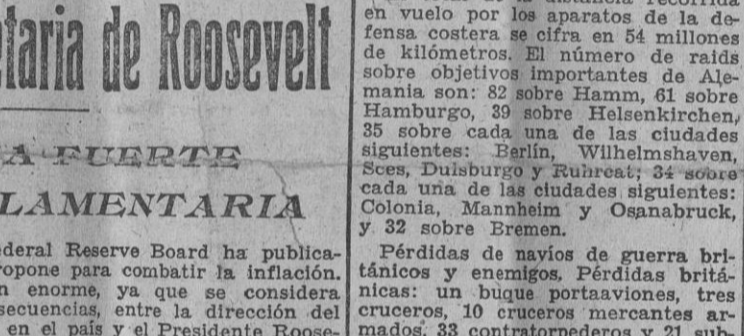 etaria de Roosevelt
A FUERTE
LAMENTARIA
ederal Reserve Board ha publica-
ropone para combatir la inflación.
n enorme, ya que se considera
secuencias, entre la dirección del
en el país y el Presidente Roose-
en vuelo por los aparatos de la de-
fensa costera se cifra en 54 millones
de kilómetros. El número de raids
sobre objetivos importantes de Ale-
mania son: 82 sobre Hamm, 61 sobre
Hamburgo, 39 sobre Helsenkirchen,
35 sobre cada una de las ciudades
siguientes: Berlín, Wilhelmshaven,
Sces, Duisburgo y Ruhrcat; 34 sobre
cada una de las ciudades siguientes:
Colonia, Mannheim y Osanabruck,
y 32 sobre Bremen.
Pérdidas de navíos de guerra bri-
tánicos y enemigos. Pérdidas britá-
nicas: un buque portaaviones, tres
cruceros, 10 cruceros mercantes ar-
mados, 33 contratorpederos y 21 sub-